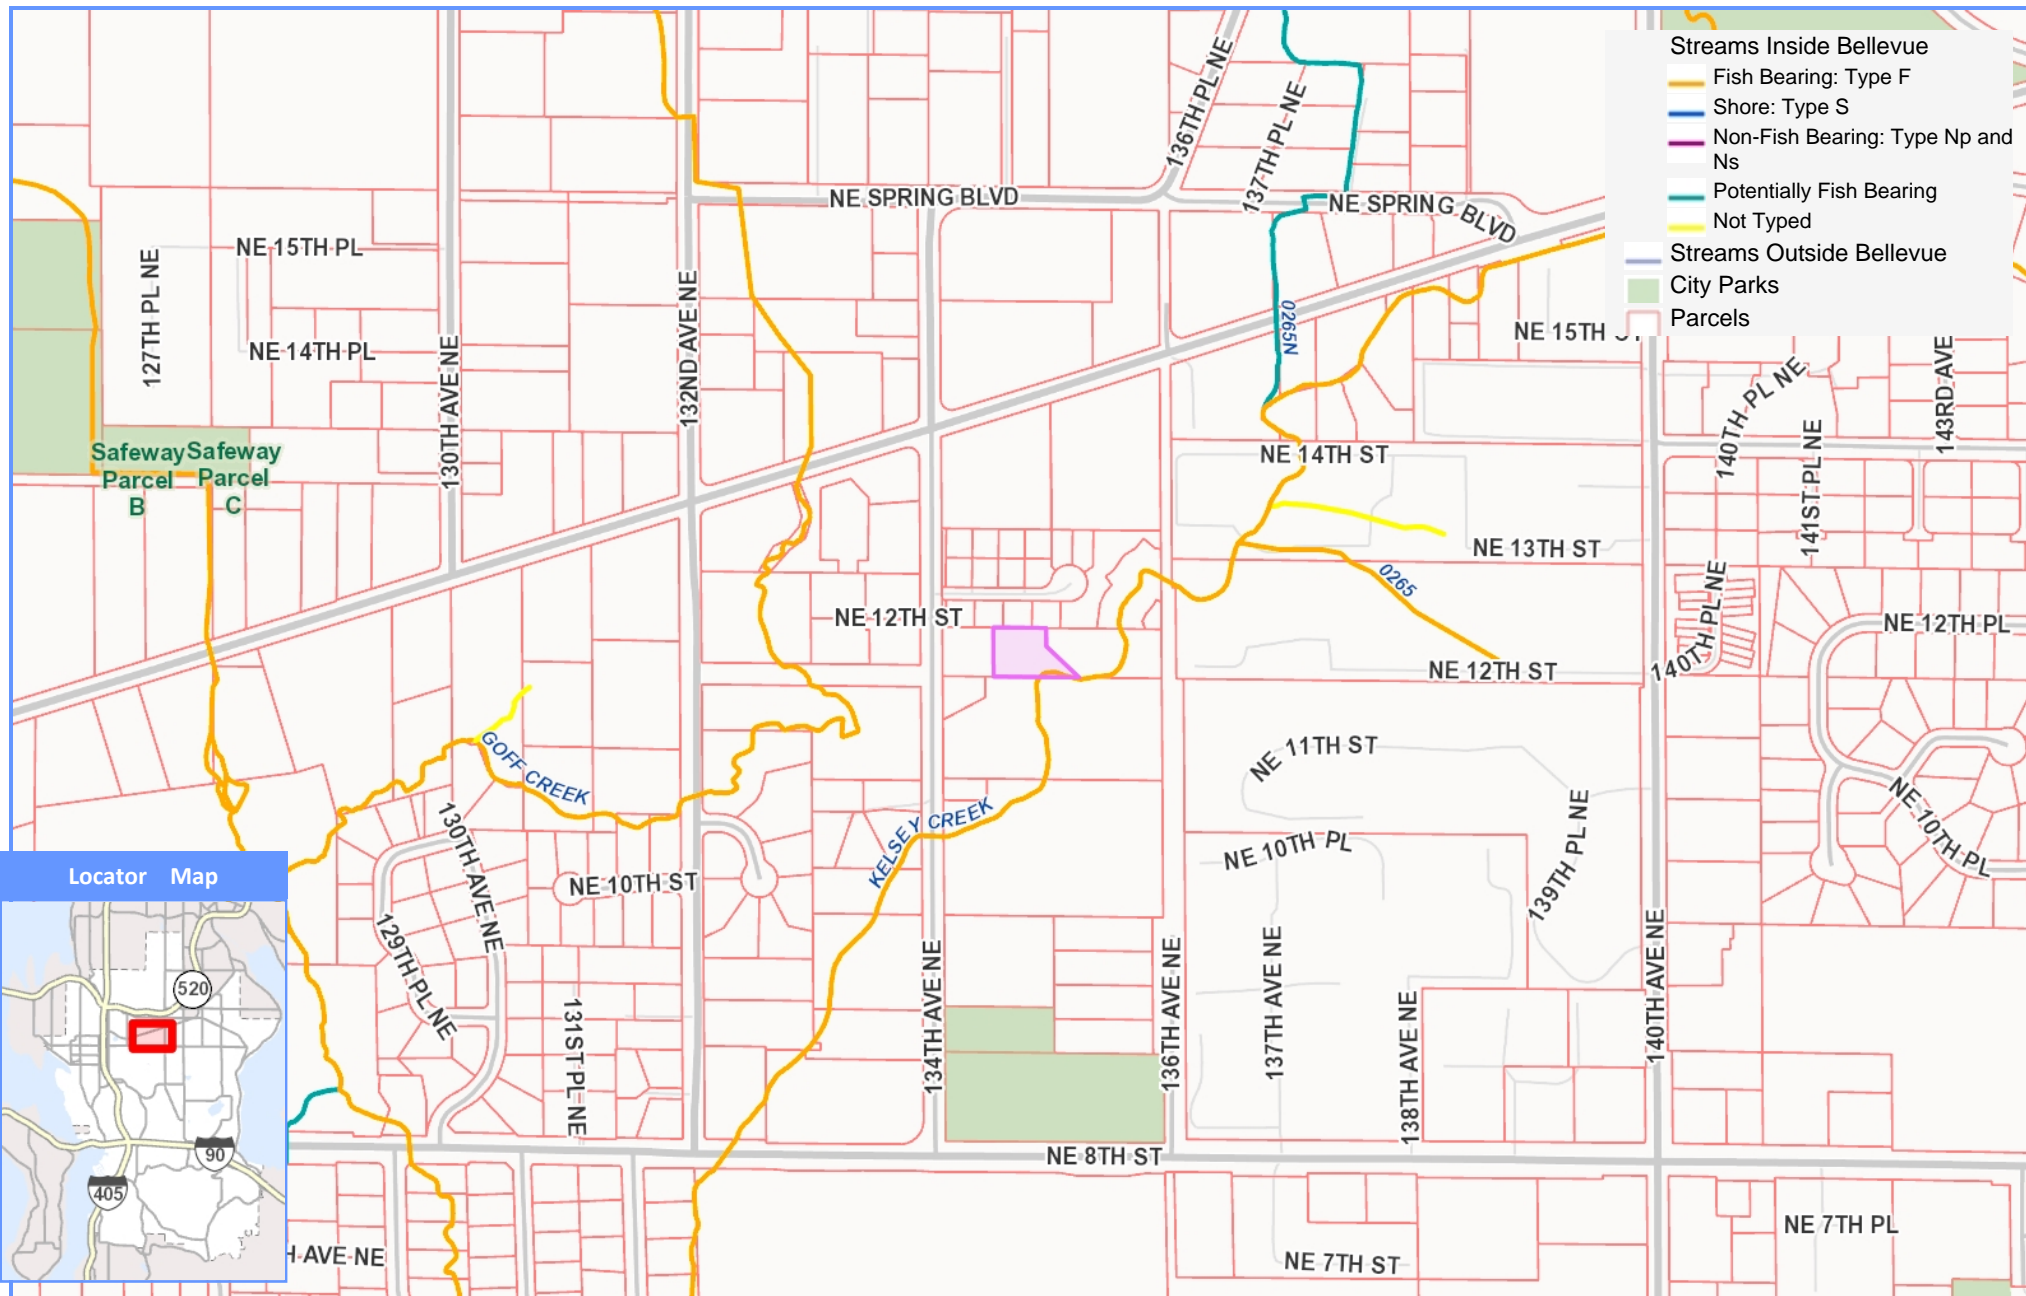 Streams Inside Bellevue
Fish Bearing: Type F
Shore: Type S
Non-Fish Bearing: Type Np and
Ns
Potentially Fish Bearing
Not Typed
Streams Outside Bellevue
City Parks
Parcels
136TH PL NE
137TH PL NE
NE SPRING BLVD
NE SPRING BLVD
NE 15TH PL
127TH PL NE
NE 14TH PL
130TH AVE NE
132ND AVE NE
0265N
NE 15TH
140TH PL NE
143RD AVE
141ST PL NE
Safeway
Parcel
B
Safeway
Parcel
C
NE 14TH ST
NE 13TH ST
0265
NE 12TH ST
NE 12TH ST
140TH PL NE
NE 12TH PL
GOFF CREEK
NE 11TH ST
KELSEY CREEK
NE 10TH PL
139TH PL NE
NE 10TH PL
130TH AVE NE
NE 10TH ST
129TH PL NE
131ST PL NE
134TH AVE NE
136TH AVE NE
137TH AVE NE
138TH AVE NE
140TH AVE NE
NE 8TH ST
NE 7TH PL
NE 7TH ST
H AVE NE
Locator Map
520
90
405